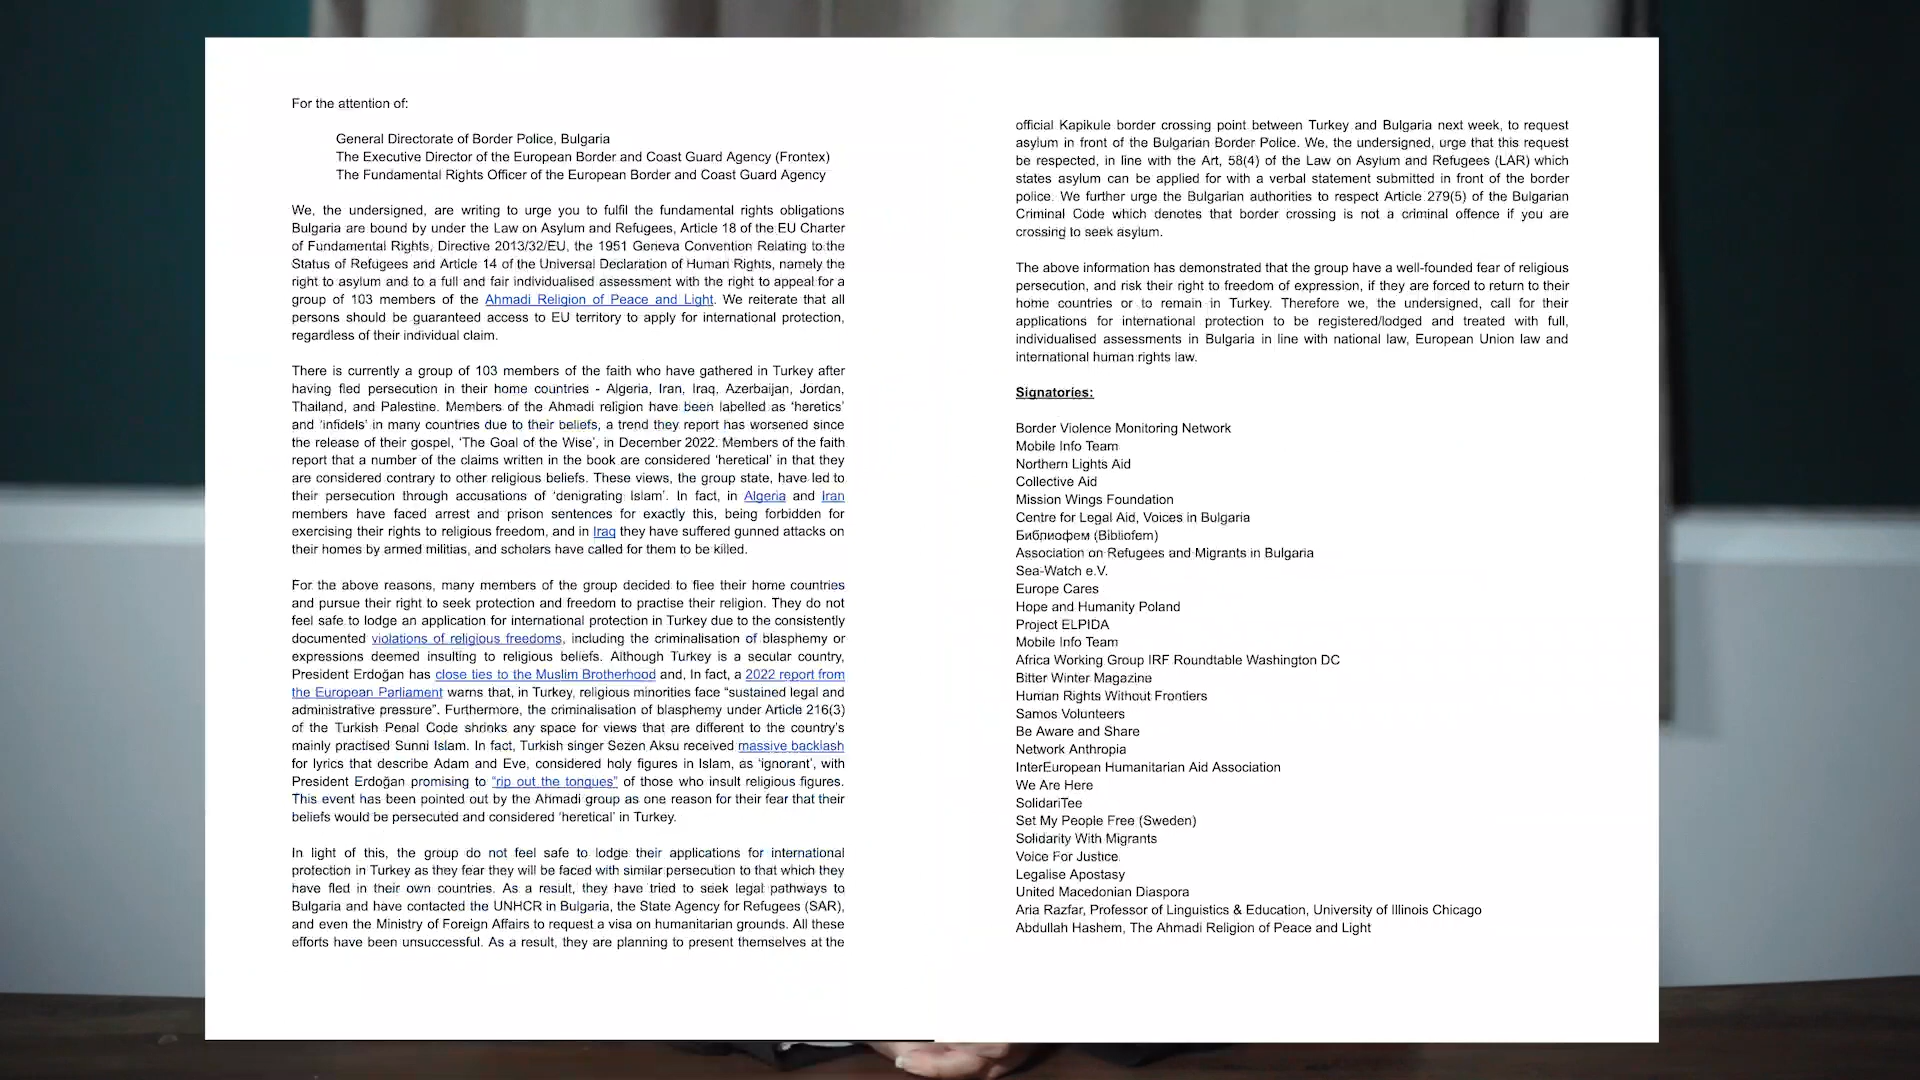 For the attention of:
General Directorate of Border Police, Bulgaria
The Executive Director of the European Border and Coast Guard Agency (Frontex)
The Fundamental Rights Officer of the European Border and Coast Guard Agency
We, the undersigned, are writing to urge you to fulfil the fundamental rights obligations
Bulgaria are bound by under the Law on Asylum and Refugees, Article 18 of the EU Charter
of Fundamental Rights, Directive 2013/32/EU, the 1951 Geneva Convention Relating to the
Status of Refugees and Article 14 of the Universal Declaration of Human Rights, namely the
right to asylum and to a full and fair individualised assessment with the right to appeal for a
group of 103 members of the Ahmadi Religion of Peace and Light. We reiterate that all
persons should be guaranteed access to EU territory to apply for international protection,
regardless of their individual claim.
There is currently a group of 103 members of the faith who have gathered in Turkey after
having fled persecution in their home countries - Algeria, Iran, Iraq, Azerbaijan, Jordan,
Thailand, and Palestine. Members of the Ahmadi religion have been labelled as ‘heretics’
and ‘infidels’ in many countries due to their beliefs, a trend they report has worsened since
the release of their gospel, ‘The Goal of the Wise’, in December 2022. Members of the faith
report that a number of the claims written in the book are considered ‘heretical’ in that they
are considered contrary to other religious beliefs. These views, the group state, have led to
their persecution through accusations of ‘denigrating Islam’. In fact, in Algeria and Iran
members have faced arrest and prison sentences for exactly this, being forbidden for
exercising their rights to religious freedom, and in Iraq they have suffered gunned attacks on
their homes by armed militias, and scholars have called for them to be killed.
For the above reasons, many members of the group decided to flee their home countries
and pursue their right to seek protection and freedom to practise their religion. They do not
feel safe to lodge an application for international protection in Turkey due to the consistently
documented violations of religious freedoms, including the criminalisation of blasphemy or
expressions deemed insulting to religious beliefs. Although Turkey is a secular country,
President Erdoğan has close ties to the Muslim Brotherhood and, In fact, a 2022 report from
the European Parliament warns that, in Turkey, religious minorities face “sustained legal and
administrative pressure”. Furthermore, the criminalisation of blasphemy under Article 216(3)
of the Turkish Penal Code shrinks any space for views that are different to the country’s
mainly practised Sunni Islam. In fact, Turkish singer Sezen Aksu received massive backlash
for lyrics that describe Adam and Eve, considered holy figures in Islam, as ‘ignorant’, with
President Erdoğan promising to “rip out the tongues” of those who insult religious figures.
This event has been pointed out by the Ahmadi group as one reason for their fear that their
beliefs would be persecuted and considered ‘heretical’ in Turkey.
In light of this, the group do not feel safe to lodge their applications for international
protection in Turkey as they fear they will be faced with similar persecution to that which they
have fled in their own countries. As a result, they have tried to seek legal pathways to
Bulgaria and have contacted the UNHCR in Bulgaria, the State Agency for Refugees (SAR),
and even the Ministry of Foreign Affairs to request a visa on humanitarian grounds. All these
efforts have been unsuccessful. As a result, they are planning to present themselves at the
official Kapikule border crossing point between Turkey and Bulgaria next week, to request
asylum in front of the Bulgarian Border Police. We, the undersigned, urge that this request
be respected, in line with the Art, 58(4) of the Law on Asylum and Refugees (LAR) which
states asylum can be applied for with a verbal statement submitted in front of the border
police. We further urge the Bulgarian authorities to respect Article 279(5) of the Bulgarian
Criminal Code which denotes that border crossing is not a criminal offence if you are
crossing to seek asylum.
The above information has demonstrated that the group have a well-founded fear of religious
persecution, and risk their right to freedom of expression, if they are forced to return to their
home countries or to remain in Turkey. Therefore we, the undersigned, call for their
applications for international protection to be registered/lodged and treated with full,
individualised assessments in Bulgaria in line with national law, European Union law and
international human rights law.
Signatories:
Border Violence Monitoring Network
Mobile Info Team
Northern Lights Aid
Collective Aid
Mission Wings Foundation
Centre for Legal Aid, Voices in Bulgaria
Библиофем (Bibliofem)
Association on Refugees and Migrants in Bulgaria
Sea-Watch e.V.
Europe Cares
Hope and Humanity Poland
Project ELPIDA
Mobile Info Team
Africa Working Group IRF Roundtable Washington DC
Bitter Winter Magazine
Human Rights Without Frontiers
Samos Volunteers
Be Aware and Share
Network Anthropia
InterEuropean Humanitarian Aid Association
We Are Here
SolidariTee
Set My People Free (Sweden)
Solidarity With Migrants
Voice For Justice
Legalise Apostasy
United Macedonian Diaspora
Aria Razfar, Professor of Linguistics & Education, University of Illinois Chicago
Abdullah Hashem, The Ahmadi Religion of Peace and Light